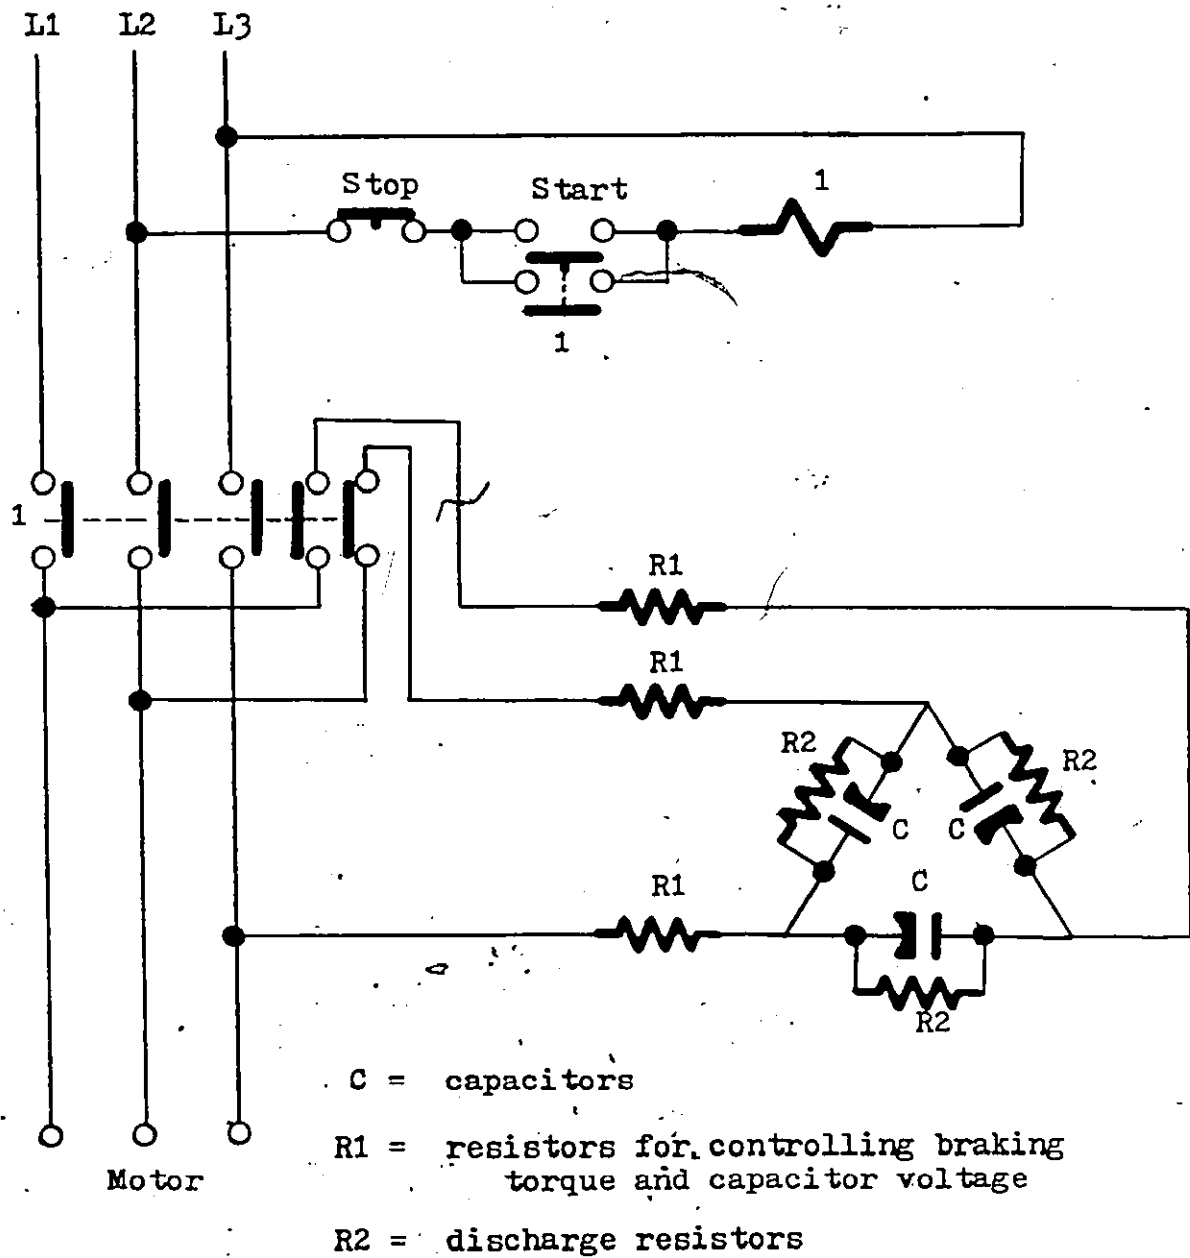 L1 L2 L3
Stop Start 1
1
1
R1
R1
R2 R2
C C
R1 C
R2
C = capacitors
R1 = resistors for controlling braking
torque and capacitor voltage
Motor
R2 = discharge resistors